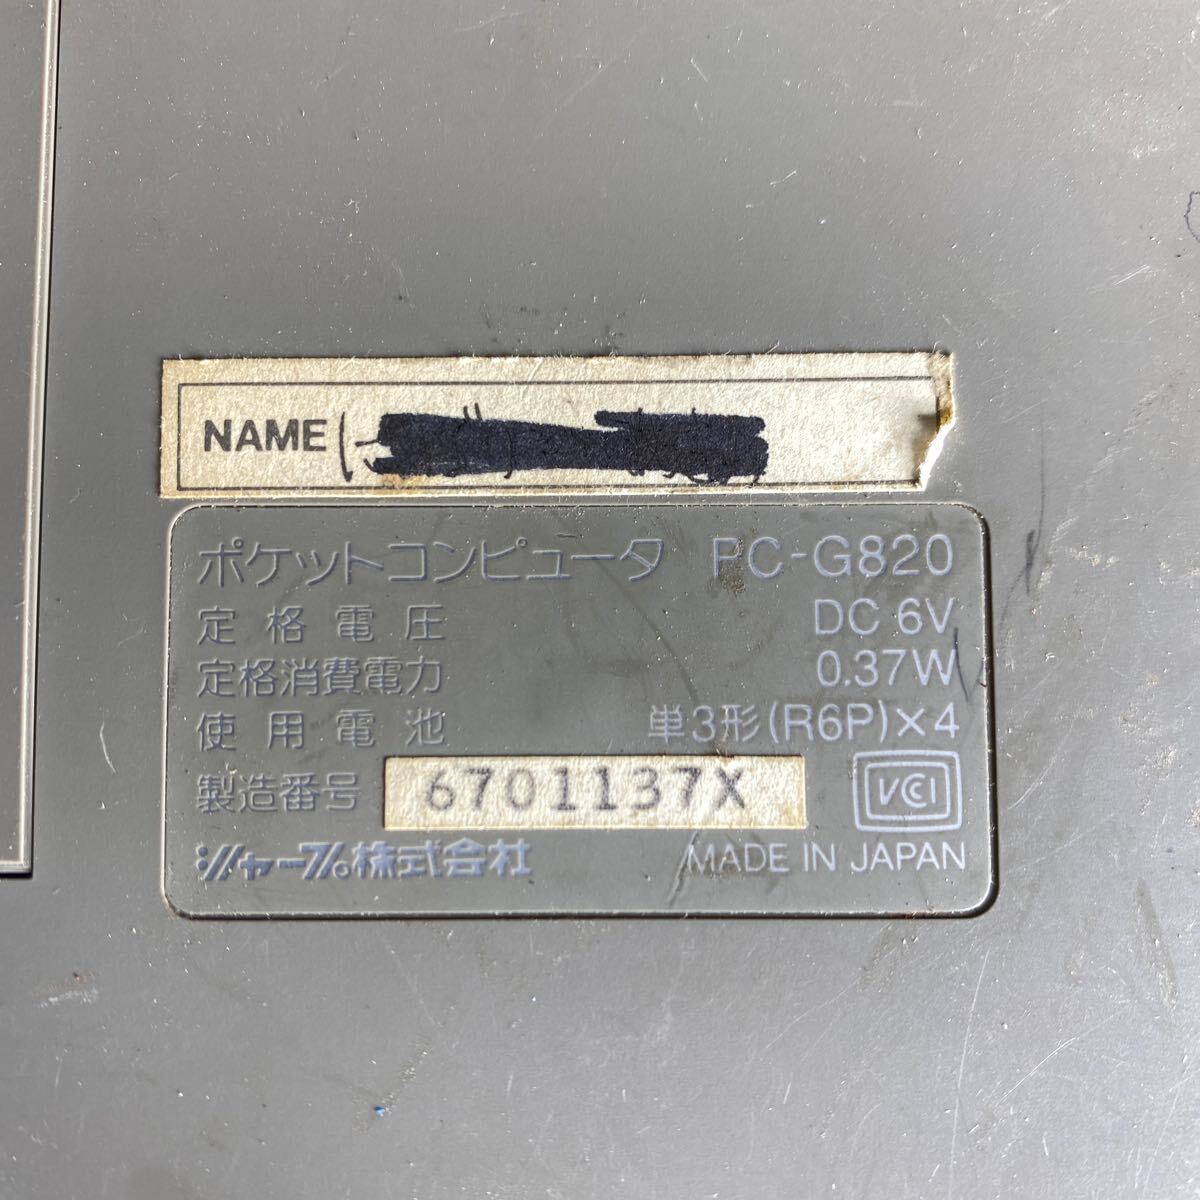 NAME
ポケットコンピュータ PC-G820
定格電圧 DC 6V
定格消費電力 0.37W
使用電池 単3形(R6P)×4
製造番号 6701137X VCCI
シャープ株式会社 MADE IN JAPAN